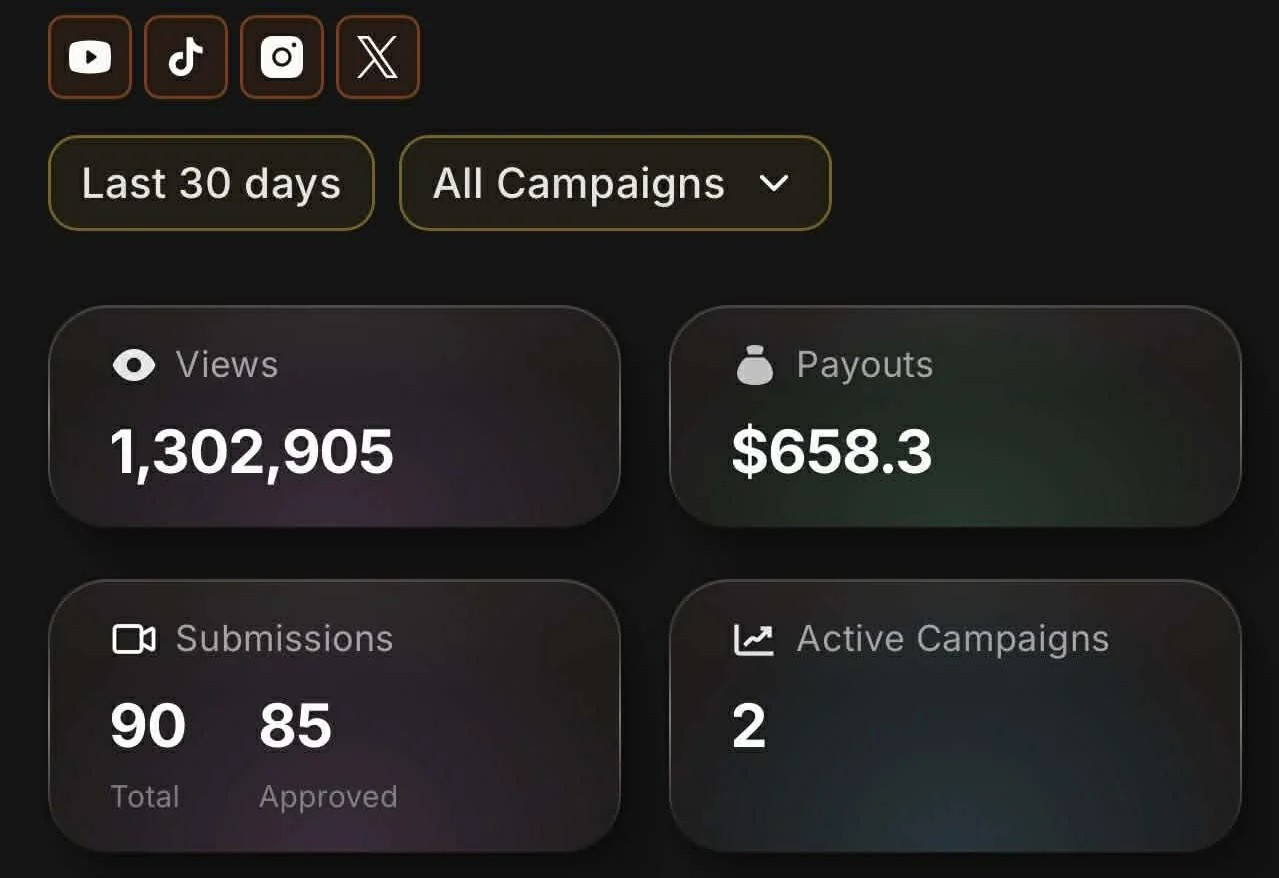 Last 30 days
All Campaigns
Views
1,302,905
Payouts
$658.3
Submissions
90 85
Total Approved
Active Campaigns
2